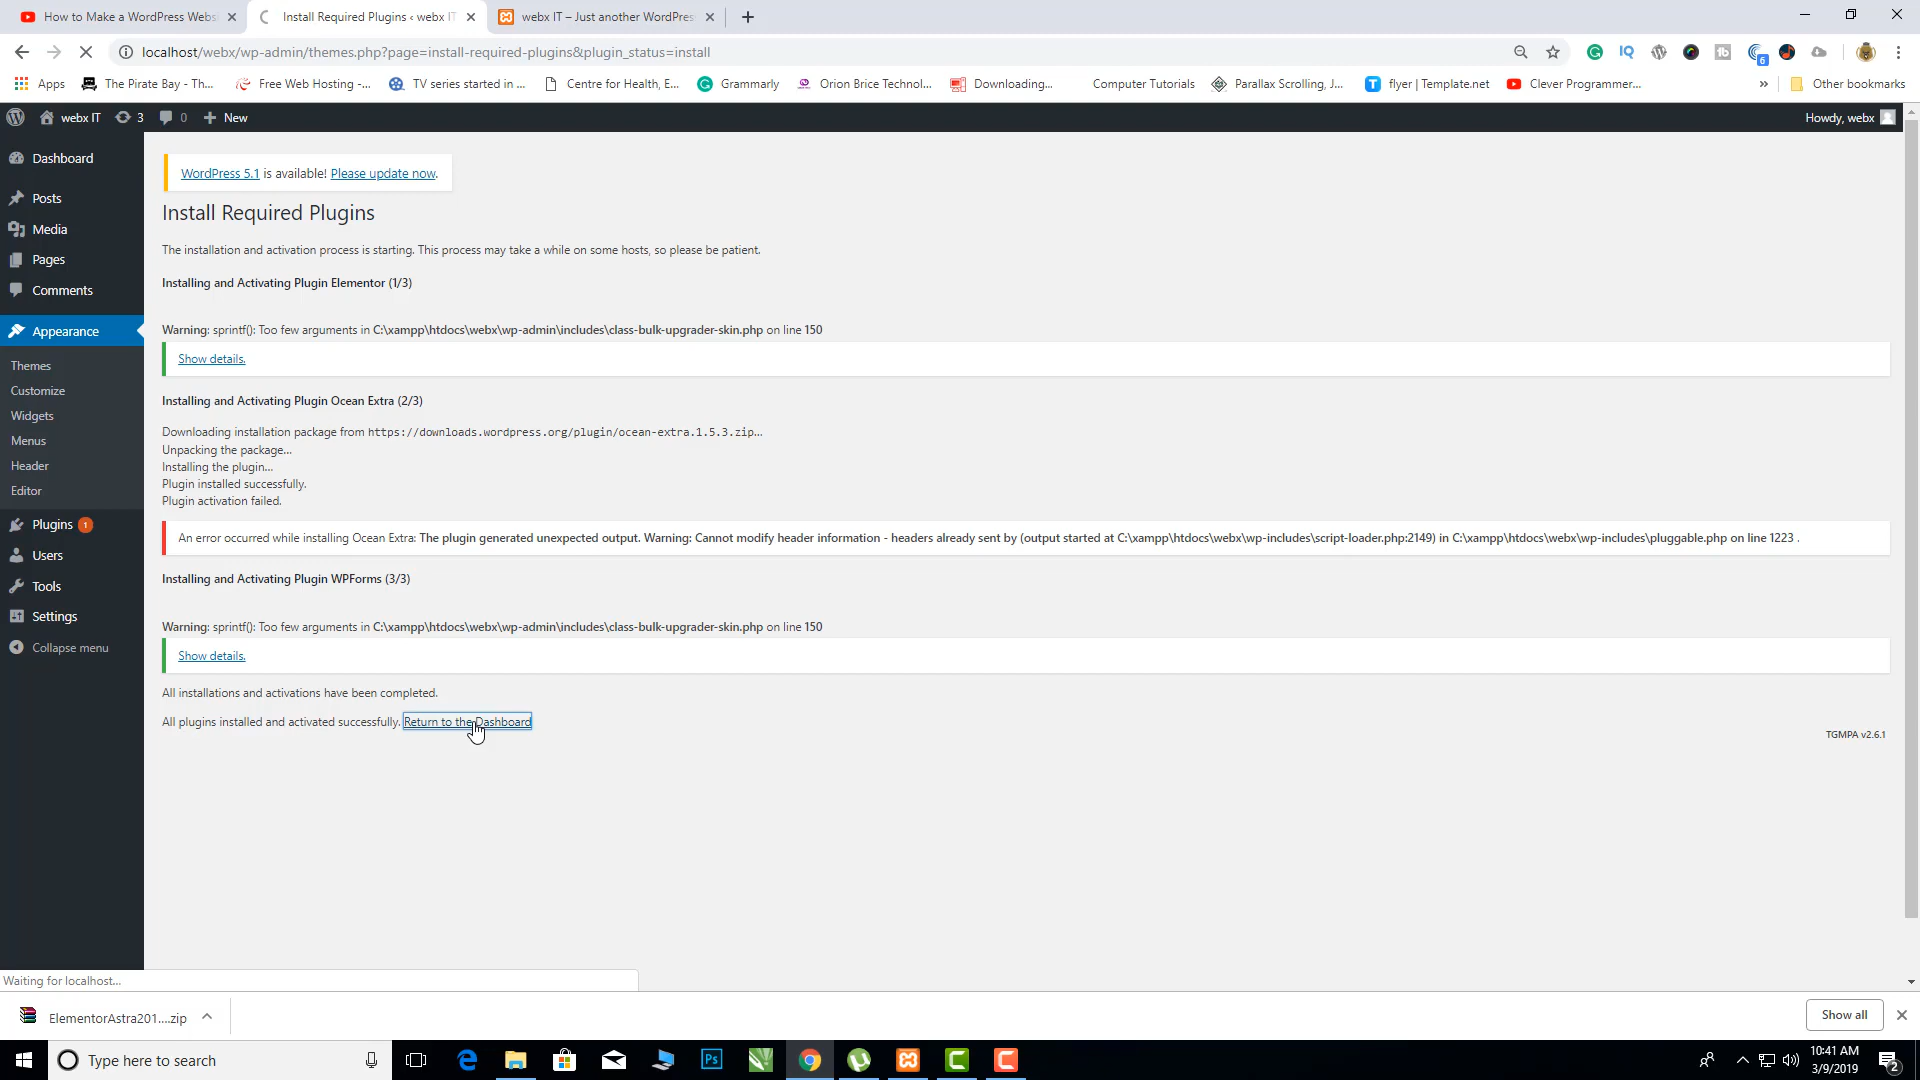 How to Make a WordPress Webs
Install Required Plugins ‹ webx IT
webx IT – Just another WordPres
localhost/webx/wp-admin/themes.php?page=install-required-plugins&plugin_status=install
6
Apps
The Pirate Bay - Th...
Free Web Hosting -...
TV series started in ...
Centre for Health, E...
Grammarly
Orion Brice Technol...
Downloading...
Computer Tutorials
Parallax Scrolling, J...
flyer | Template.net
Clever Programmer...
»
Other bookmarks
webx IT
3
0
New
Howdy, webx
Dashboard
Posts
Media
Pages
Comments
Appearance
Themes
Customize
Widgets
Menus
Header
Editor
Plugins 1
Users
Tools
Settings
Collapse menu
WordPress 5.1 is available! Please update now.
Install Required Plugins
The installation and activation process is starting. This process may take a while on some hosts, so please be patient.
Installing and Activating Plugin Elementor (1/3)
Warning: sprintf(): Too few arguments in C:\xampp\htdocs\webx\wp-admin\includes\class-bulk-upgrader-skin.php on line 150
Show details.
Installing and Activating Plugin Ocean Extra (2/3)
Downloading installation package from https://downloads.wordpress.org/plugin/ocean-extra.1.5.3.zip…
Unpacking the package…
Installing the plugin…
Plugin installed successfully.
Plugin activation failed.
An error occurred while installing Ocean Extra: The plugin generated unexpected output. Warning: Cannot modify header information - headers already sent by (output started at C:\xampp\htdocs\webx\wp-includes\script-loader.php:2149) in C:\xampp\htdocs\webx\wp-includes\pluggable.php on line 1223 .
Installing and Activating Plugin WPForms (3/3)
Warning: sprintf(): Too few arguments in C:\xampp\htdocs\webx\wp-admin\includes\class-bulk-upgrader-skin.php on line 150
Show details.
All installations and activations have been completed.
All plugins installed and activated successfully. Return to the Dashboard
TGMPA v2.6.1
Waiting for localhost...
ElementorAstra201....zip
Show all
Type here to search
Ps
10:41 AM
3/9/2019
2